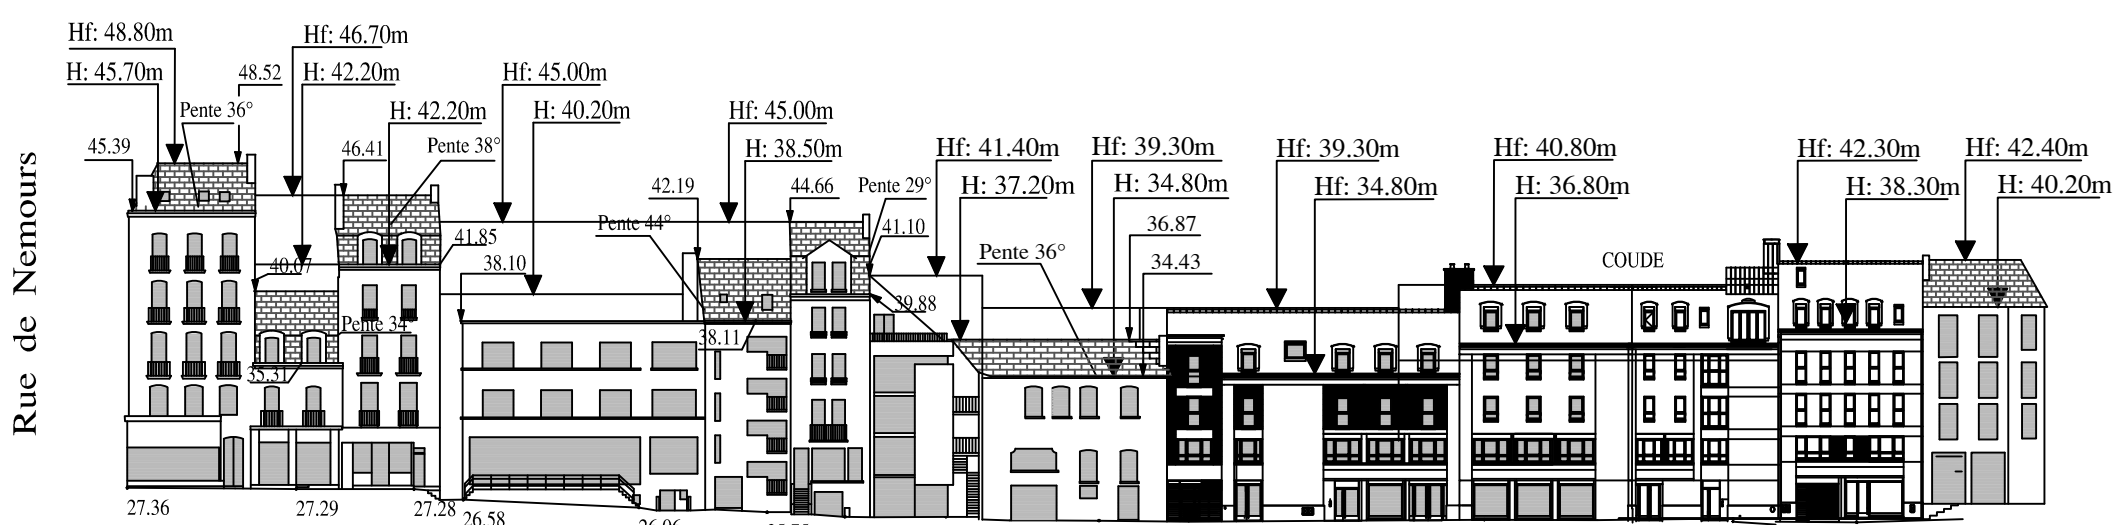 Rue de Nemours
Hf: 48.80m
H: 45.70m
48.52
Pente 36°
45.39
Hf: 46.70m
H: 42.20m
46.41
H: 42.20m
Pente 38°
Hf: 45.00m
H: 40.20m
40.07
41.85
38.10
Pente 34°
35.31
Hf: 45.00m
H: 38.50m
42.19
44.66
Pente 29°
Pente 44°
41.10
39.88
38.11
Hf: 41.40m
H: 37.20m
Pente 36°
Hf: 39.30m
H: 34.80m
36.87
34.43
Hf: 39.30m
Hf: 34.80m
Hf: 40.80m
H: 36.80m
COUDE
Hf: 42.30m
H: 38.30m
Hf: 42.40m
H: 40.20m
27.36
27.29
27.28
26.58
26.06